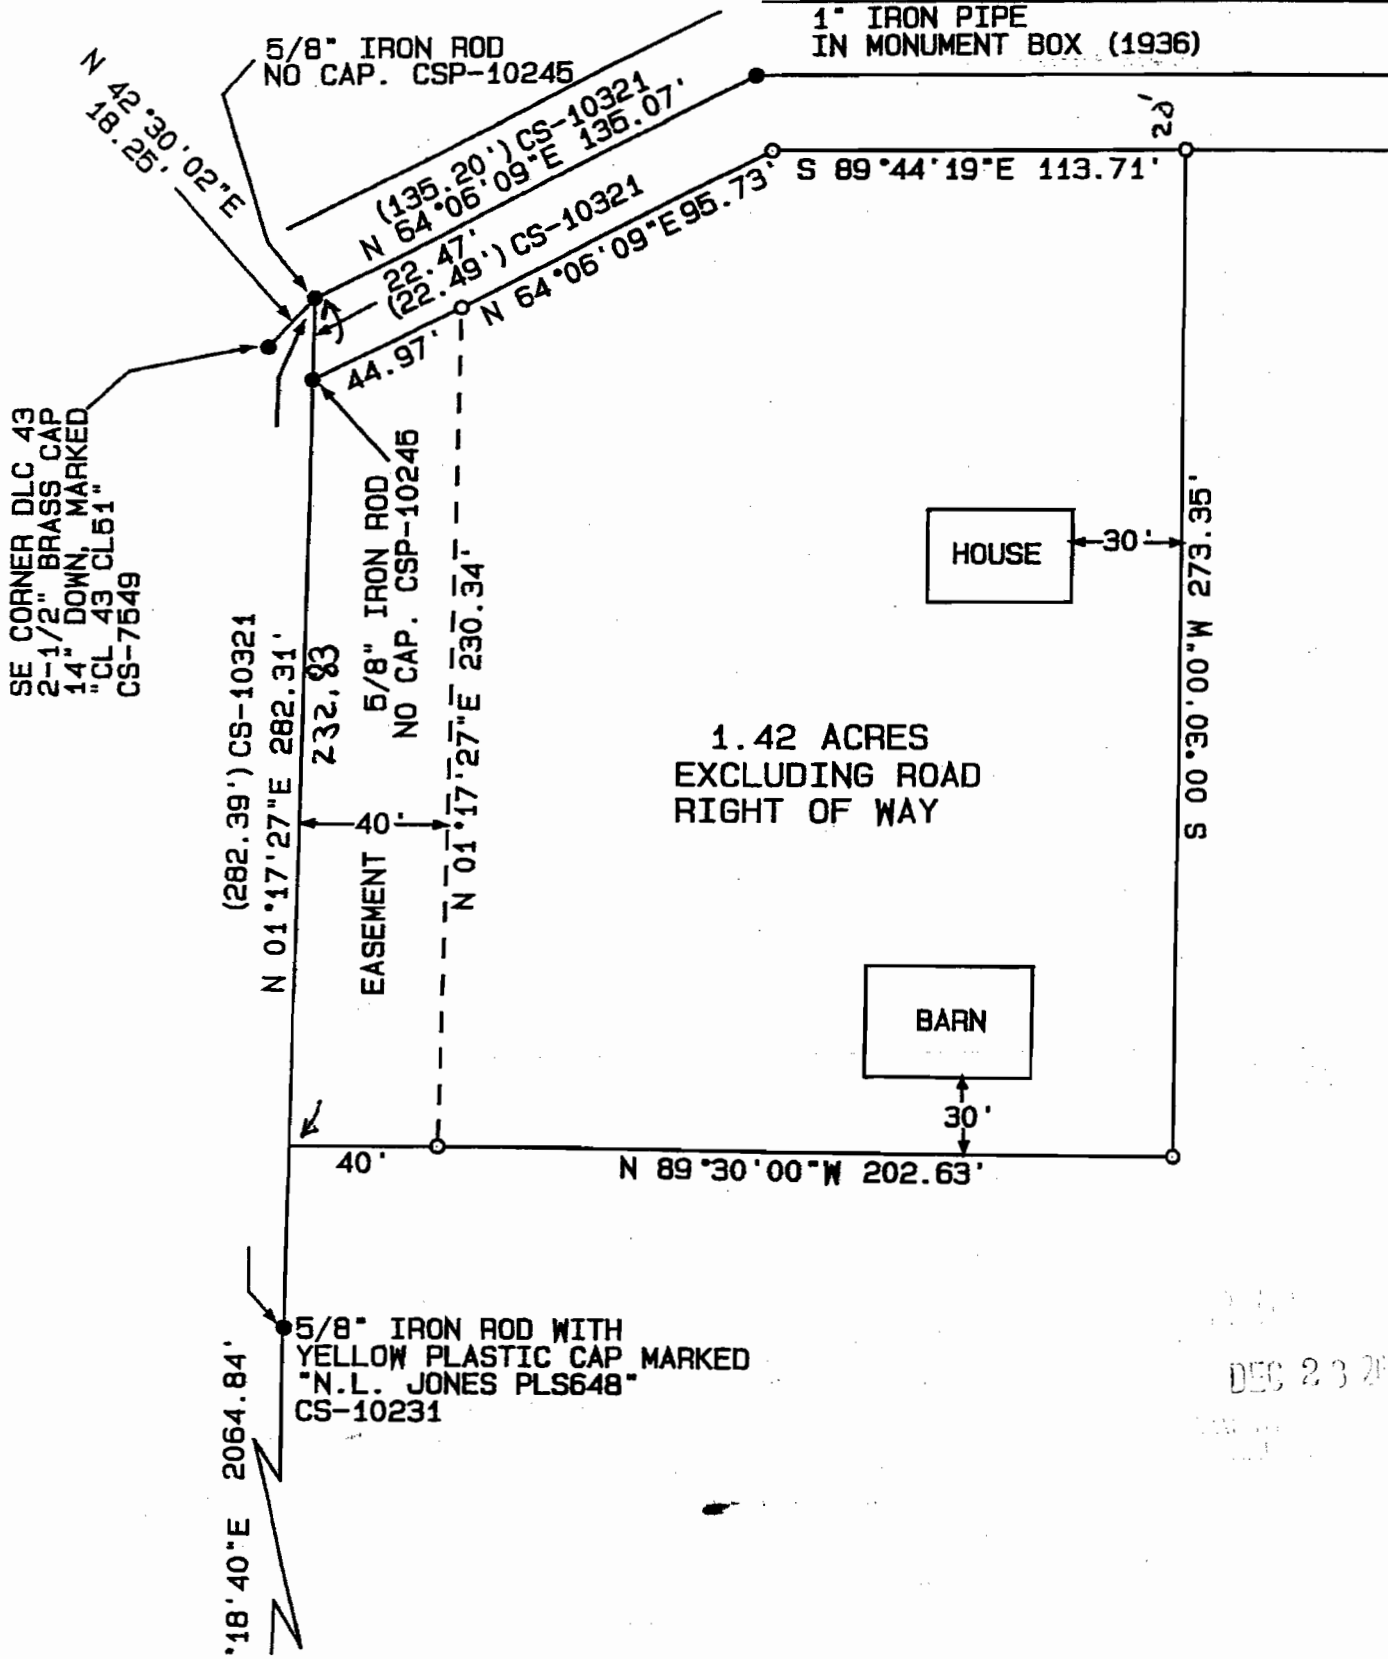 1" IRON PIPE
IN MONUMENT BOX (1936)
5/8" IRON ROD
NO CAP. CSP-10245
N 42°30'02"E
18.25'
(135.20')CS-10321
N 64°06'09"E 135.07'
22.47'
(22.49')CS-10321
N 64°06'09"E 95.73'
44.97'
S 89°44'19"E 113.71'
20'
SE CORNER DLC 43
2-1/2" BRASS CAP
14" DOWN, MARKED
"CL 43 CL51"
CS-7549
5/8" IRON ROD
NO CAP. CSP-10245
(282.39')CS-10321
N 01°17'27"E 282.31'
232.83
N 01°17'27"E 230.34'
40'
EASEMENT
HOUSE
30'
S 00°30'00"W 273.35'
1.42 ACRES
EXCLUDING ROAD
RIGHT OF WAY
BARN
30'
40'
N 89°30'00"W 202.63'
5/8" IRON ROD WITH
YELLOW PLASTIC CAP MARKED
"N.L. JONES PLS648"
CS-10231
°18'40"E 2064.84'
DEC 23